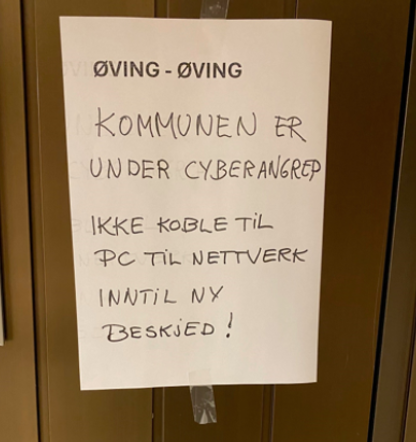 ØVING - ØVING
KOMMUNEN ER
UNDER CYBERANGREP
IKKE KOBLE TIL
PC TIL NETTVERK
INNTIL NY
BESKJED!